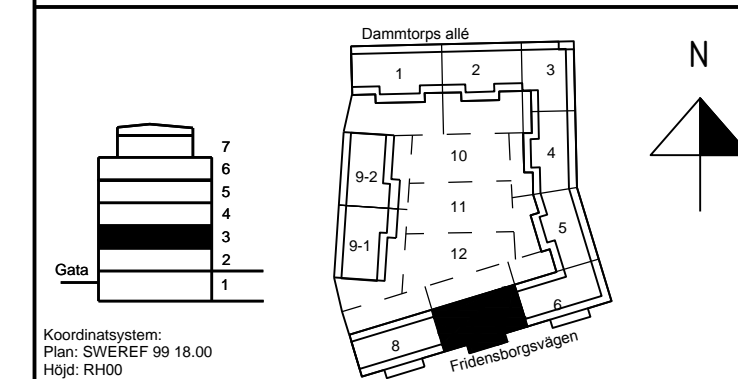 Dammtorps allé
N
1
2
3
4
5
6
8
9-2
9-1
10
11
12
Fridensborgsvägen
7
6
5
4
3
2
1
Gata
Koordinatsystem:
Plan: SWEREF 99 18.00
Höjd: RH00